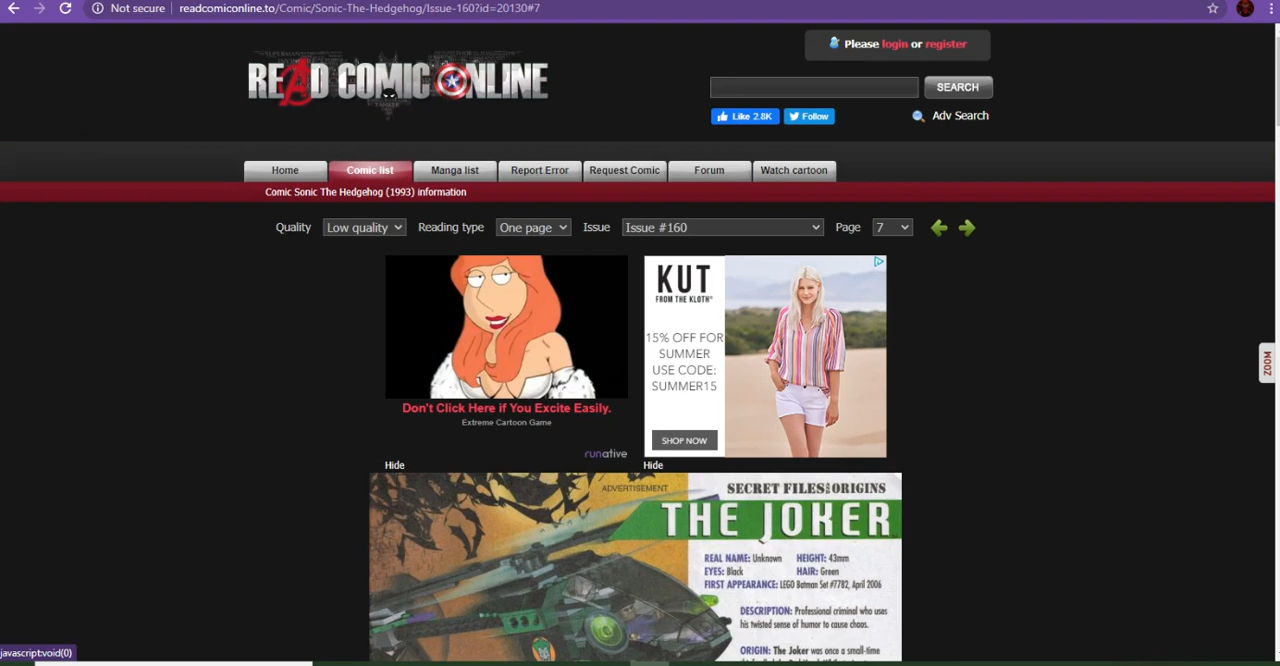 Not secure
readcomiconline.to/Comic/Sonic-The-Hedgehog/Issue-160?id=20130#7
Please login or register
READ COMIC ONLINE
SEARCH
Like 2.8K
Follow
Adv Search
Home
Comic list
Manga list
Report Error
Request Comic
Forum
Watch cartoon
Comic Sonic The Hedgehog (1993) information
Quality
Low quality
Reading type
One page
Issue
Issue #160
Page
7
KUT
FROM THE KLOTH®
15% OFF FOR
SUMMER
USE CODE:
SUMMER15
SHOP NOW
ZOOM
Don't Click Here if You Excite Easily.
Extreme Cartoon Game
runative
Hide
Hide
ADVERTISEMENT
SECRET FILES AND ORIGINS
THE JOKER
REAL NAME: Unknown HEIGHT: 43mm
EYES: Black HAIR: Green
FIRST APPEARANCE: LEGO Batman Set #7782, April 2006
DESCRIPTION: Professional criminal who uses
his twisted sense of humor to cause chaos.
ORIGIN: The Joker was once a small-time
javascript:void(0)